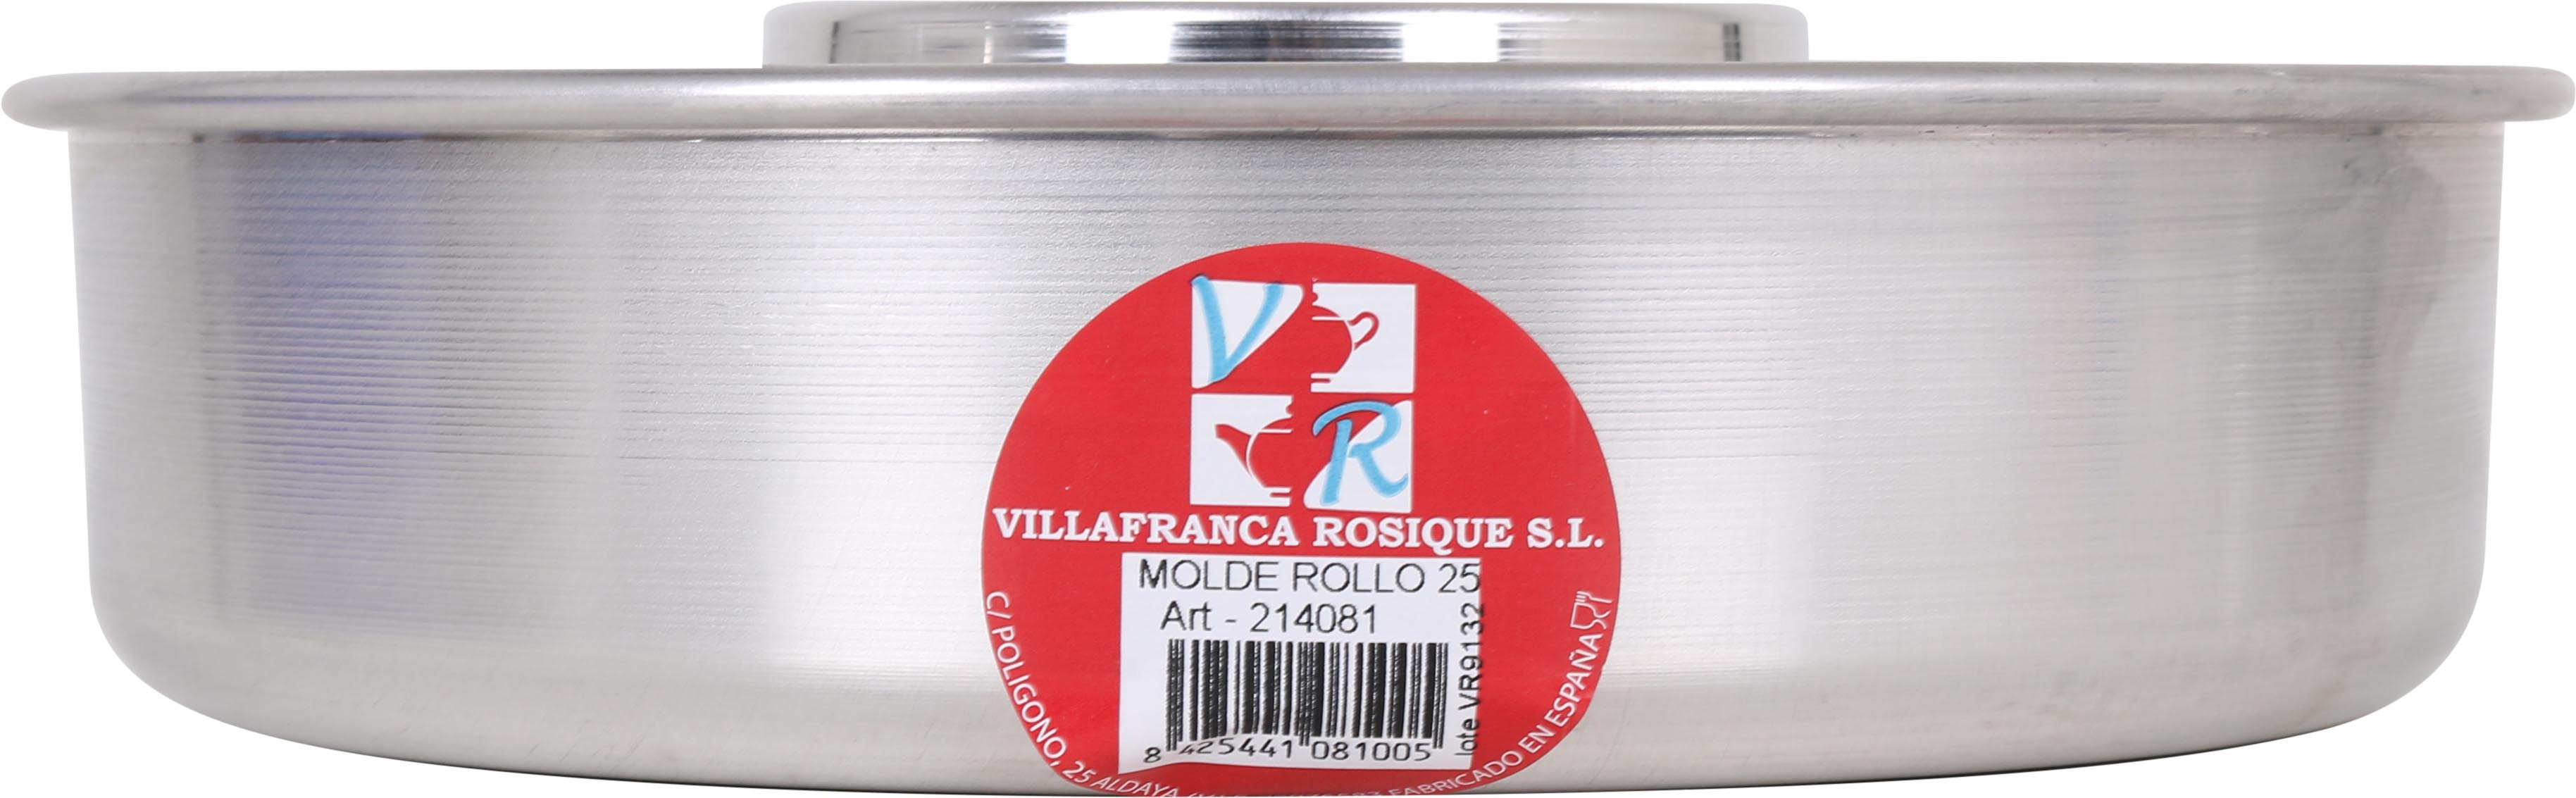 V
R
VILLAFRANCA ROSIQUE S.L.
MOLDE ROLLO 25
Art - 214081
8 425441 081005
lote VR9132
C/ POLIGONO, 25 ALDAYA
FABRICADO EN ESPAÑA